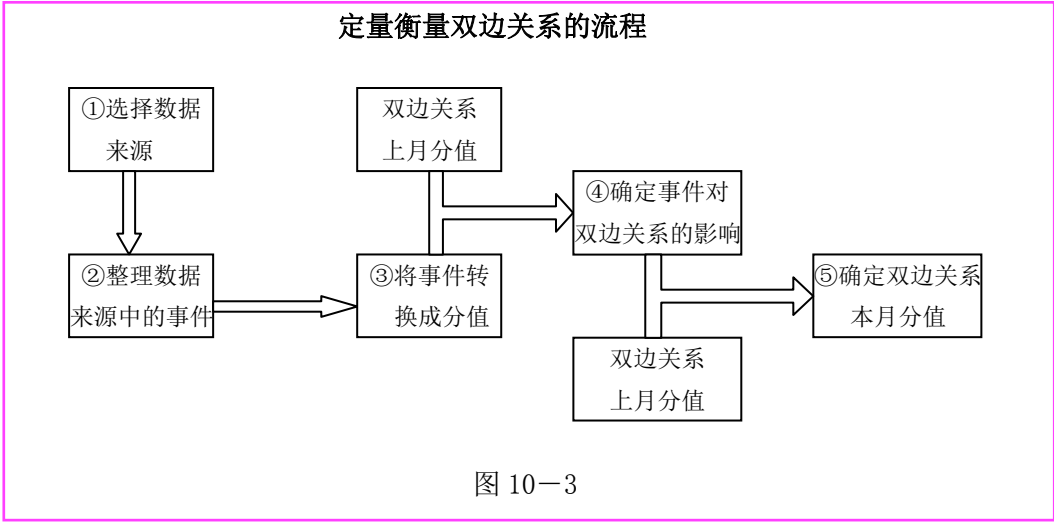 定量衡量双边关系的流程
①选择数据
来源
双边关系
上月分值
④确定事件对
双边关系的影响
②整理数据
来源中的事件
③将事件转
换成分值
⑤确定双边关系
本月分值
双边关系
上月分值
图 10－3